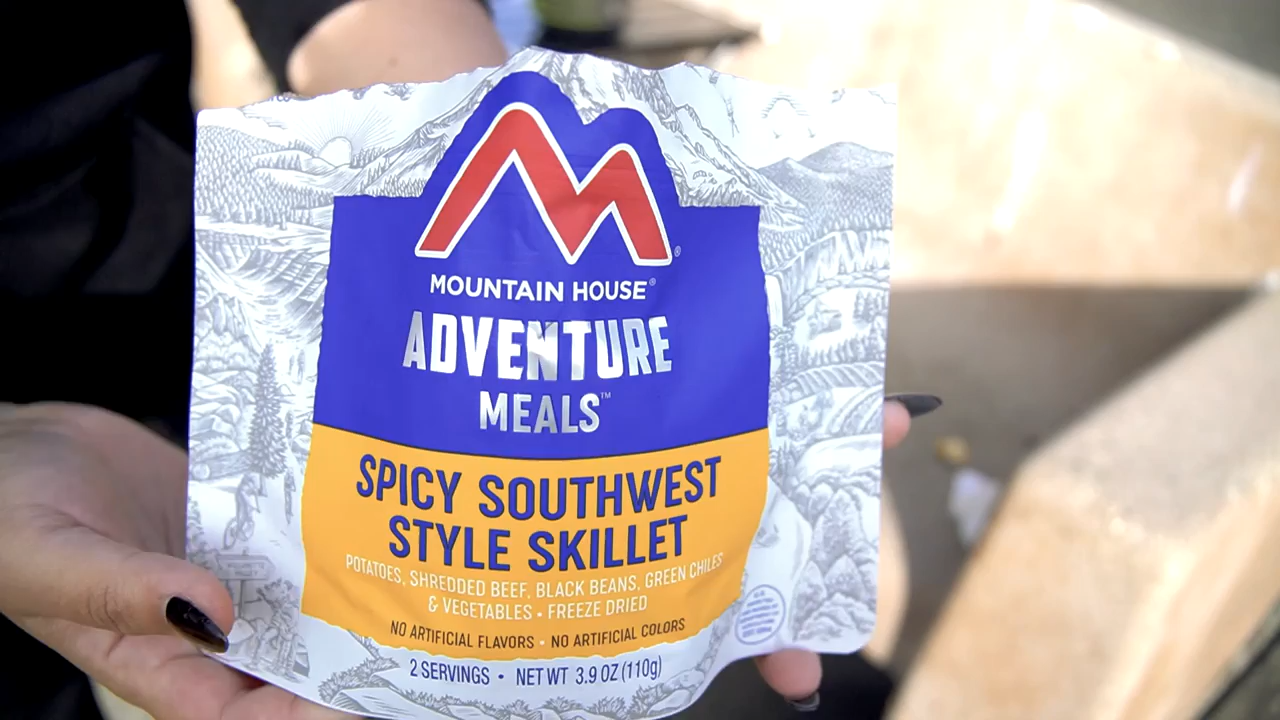 MOUNTAIN HOUSE®
ADVENTURE
MEALS™
SPICY SOUTHWEST
STYLE SKILLET
POTATOES, SHREDDED BEEF, BLACK BEANS, GREEN CHILES
& VEGETABLES • FREEZE DRIED
NO ARTIFICIAL FLAVORS • NO ARTIFICIAL COLORS
2 SERVINGS • NET WT 3.9 OZ (110g)